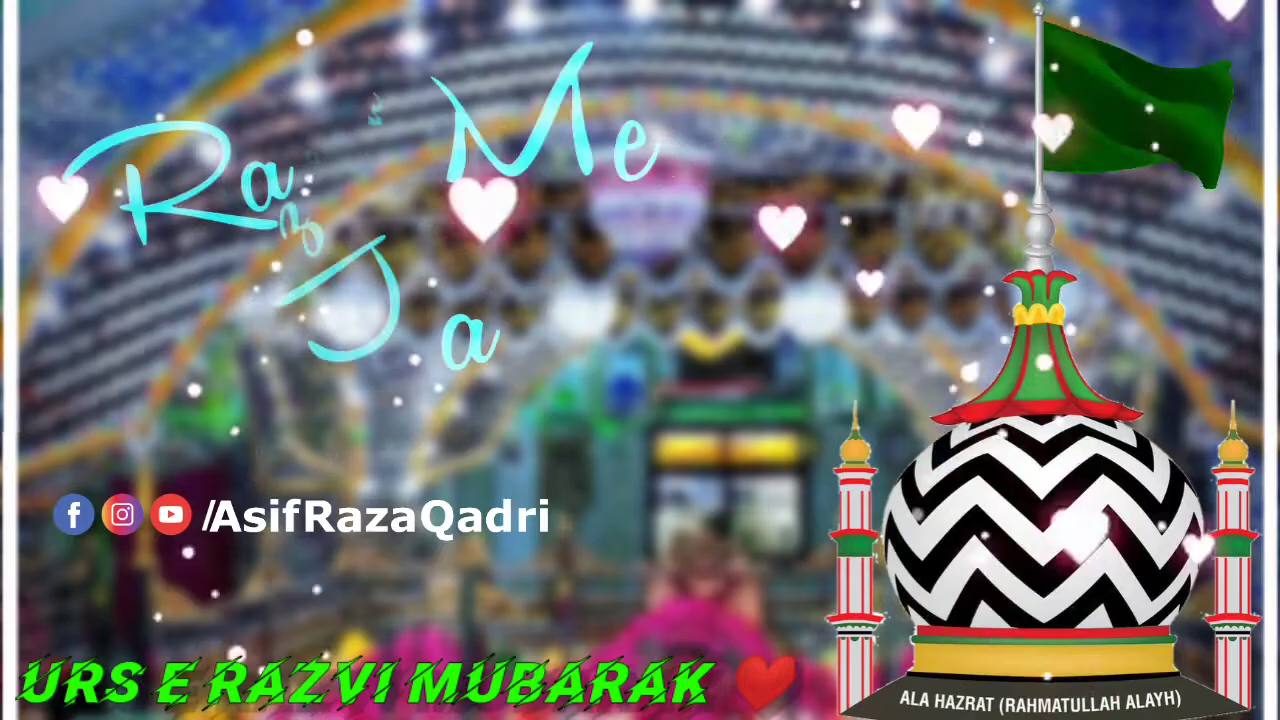 Me
Raza
Ja
/AsifRazaQadri
URS E RAZVI MUBARAK ❤
ALA HAZRAT (RAHMATULLAH ALAYH)